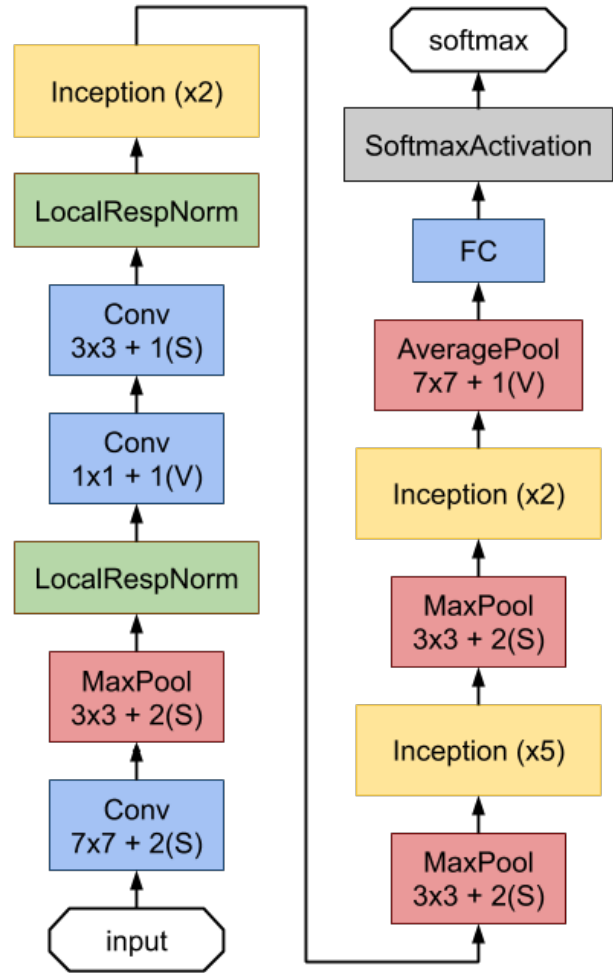 Inception (x2)
LocalRespNorm
Conv
3x3 + 1(S)
Conv
1x1 + 1(V)
LocalRespNorm
MaxPool
3x3 + 2(S)
Conv
7x7 + 2(S)
input
softmax
SoftmaxActivation
FC
AveragePool
7x7 + 1(V)
Inception (x2)
MaxPool
3x3 + 2(S)
Inception (x5)
MaxPool
3x3 + 2(S)